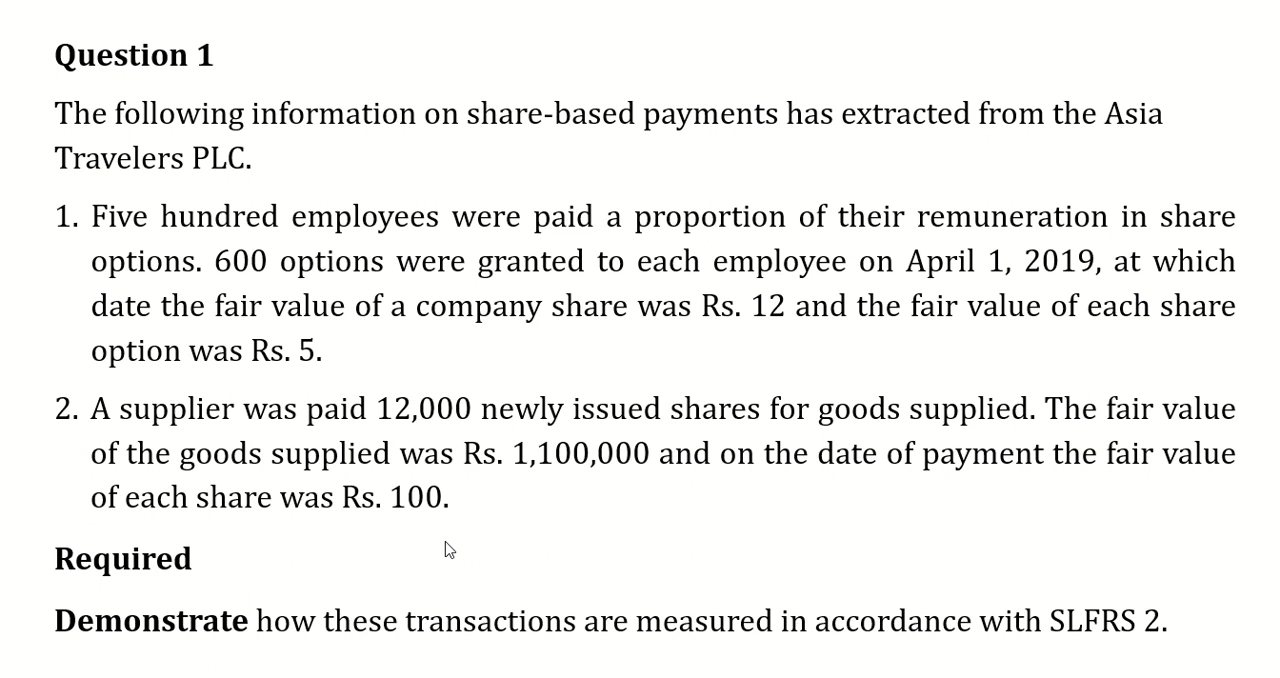 Question 1
The following information on share-based payments has extracted from the Asia
Travelers PLC.
1. Five hundred employees were paid a proportion of their remuneration in share
options. 600 options were granted to each employee on April 1, 2019, at which
date the fair value of a company share was Rs. 12 and the fair value of each share
option was Rs. 5.
2. A supplier was paid 12,000 newly issued shares for goods supplied. The fair value
of the goods supplied was Rs. 1,100,000 and on the date of payment the fair value
of each share was Rs. 100.
Required
Demonstrate how these transactions are measured in accordance with SLFRS 2.